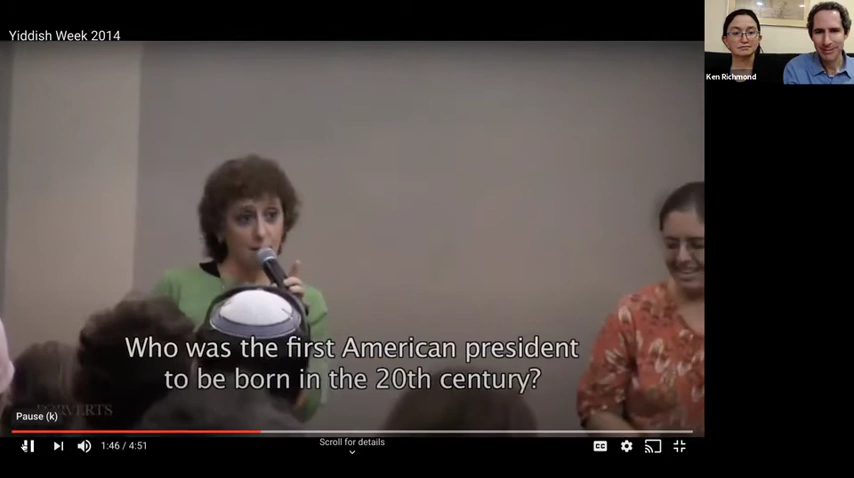 Yiddish Week 2014
Ken Richmond
Who was the first American president
to be born in the 20th century?
Pause (k)
1:46 / 4:51
Scroll for details
CC